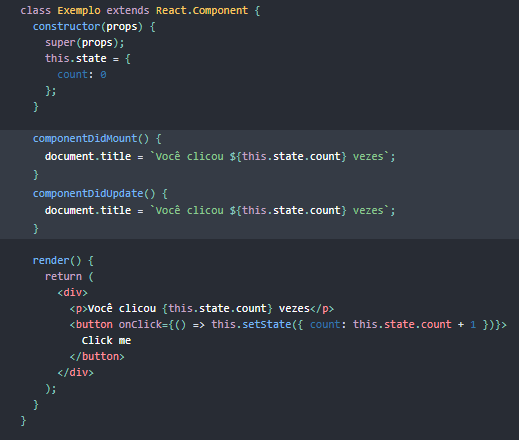 class Exemplo extends React.Component {
  constructor(props) {
    super(props);
    this.state = {
      count: 0
    };
  }

  componentDidMount() {
    document.title = `Você clicou ${this.state.count} vezes`;
  }
  componentDidUpdate() {
    document.title = `Você clicou ${this.state.count} vezes`;
  }

  render() {
    return (
      <div>
        <p>Você clicou {this.state.count} vezes</p>
        <button onClick={() => this.setState({ count: this.state.count + 1 })}>
          Click me
        </button>
      </div>
    );
  }
}